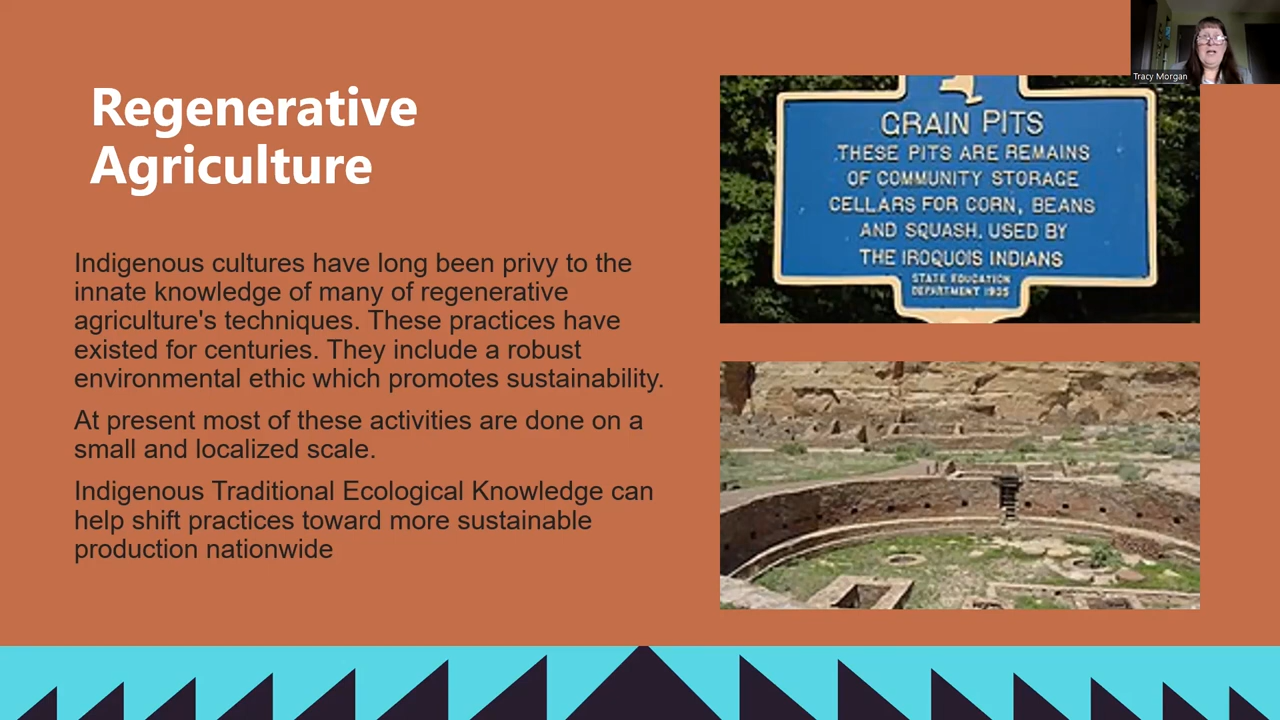 Regenerative
Agriculture
Indigenous cultures have long been privy to the
innate knowledge of many of regenerative
agriculture's techniques. These practices have
existed for centuries. They include a robust
environmental ethic which promotes sustainability.
At present most of these activities are done on a
small and localized scale.
Indigenous Traditional Ecological Knowledge can
help shift practices toward more sustainable
production nationwide
Tracy Morgan
GRAIN PITS
THESE PITS ARE REMAINS
OF COMMUNITY STORAGE
CELLARS FOR CORN, BEANS
AND SQUASH, USED BY
THE IROQUOIS INDIANS
STATE EDUCATION
DEPARTMENT 1935